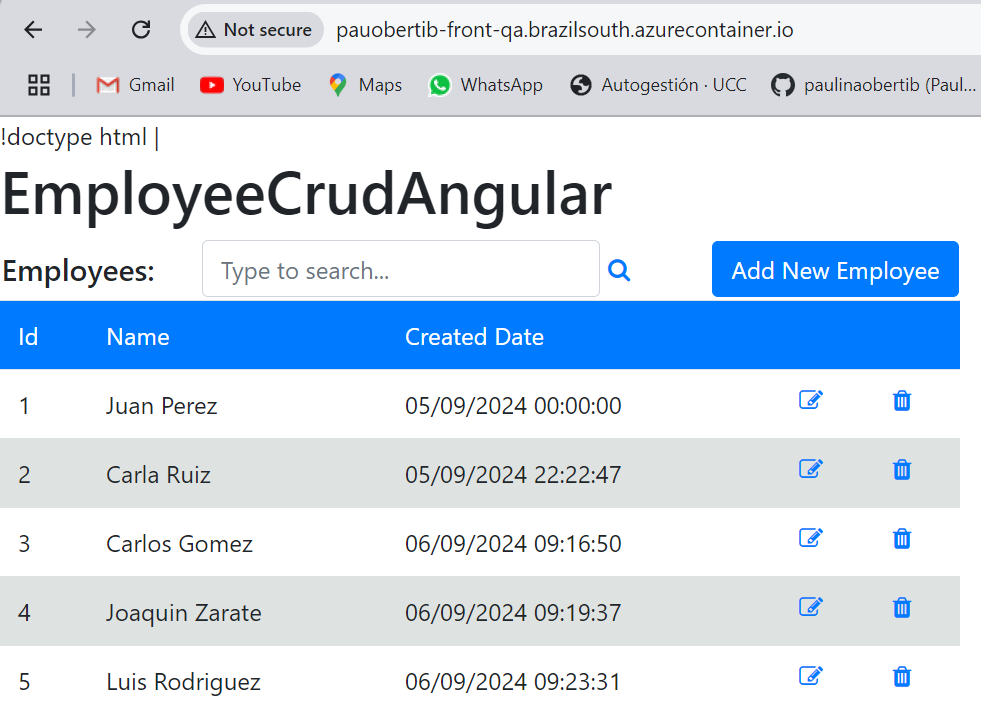 Not secure pauobertib-front-qa.brazilsouth.azurecontainer.io
Gmail YouTube Maps WhatsApp Autogestión · UCC paulinaobertib (Paul...
!doctype html |
EmployeeCrudAngular
Employees: Type to search... Add New Employee
Id Name Created Date
1 Juan Perez 05/09/2024 00:00:00
2 Carla Ruiz 05/09/2024 22:22:47
3 Carlos Gomez 06/09/2024 09:16:50
4 Joaquin Zarate 06/09/2024 09:19:37
5 Luis Rodriguez 06/09/2024 09:23:31